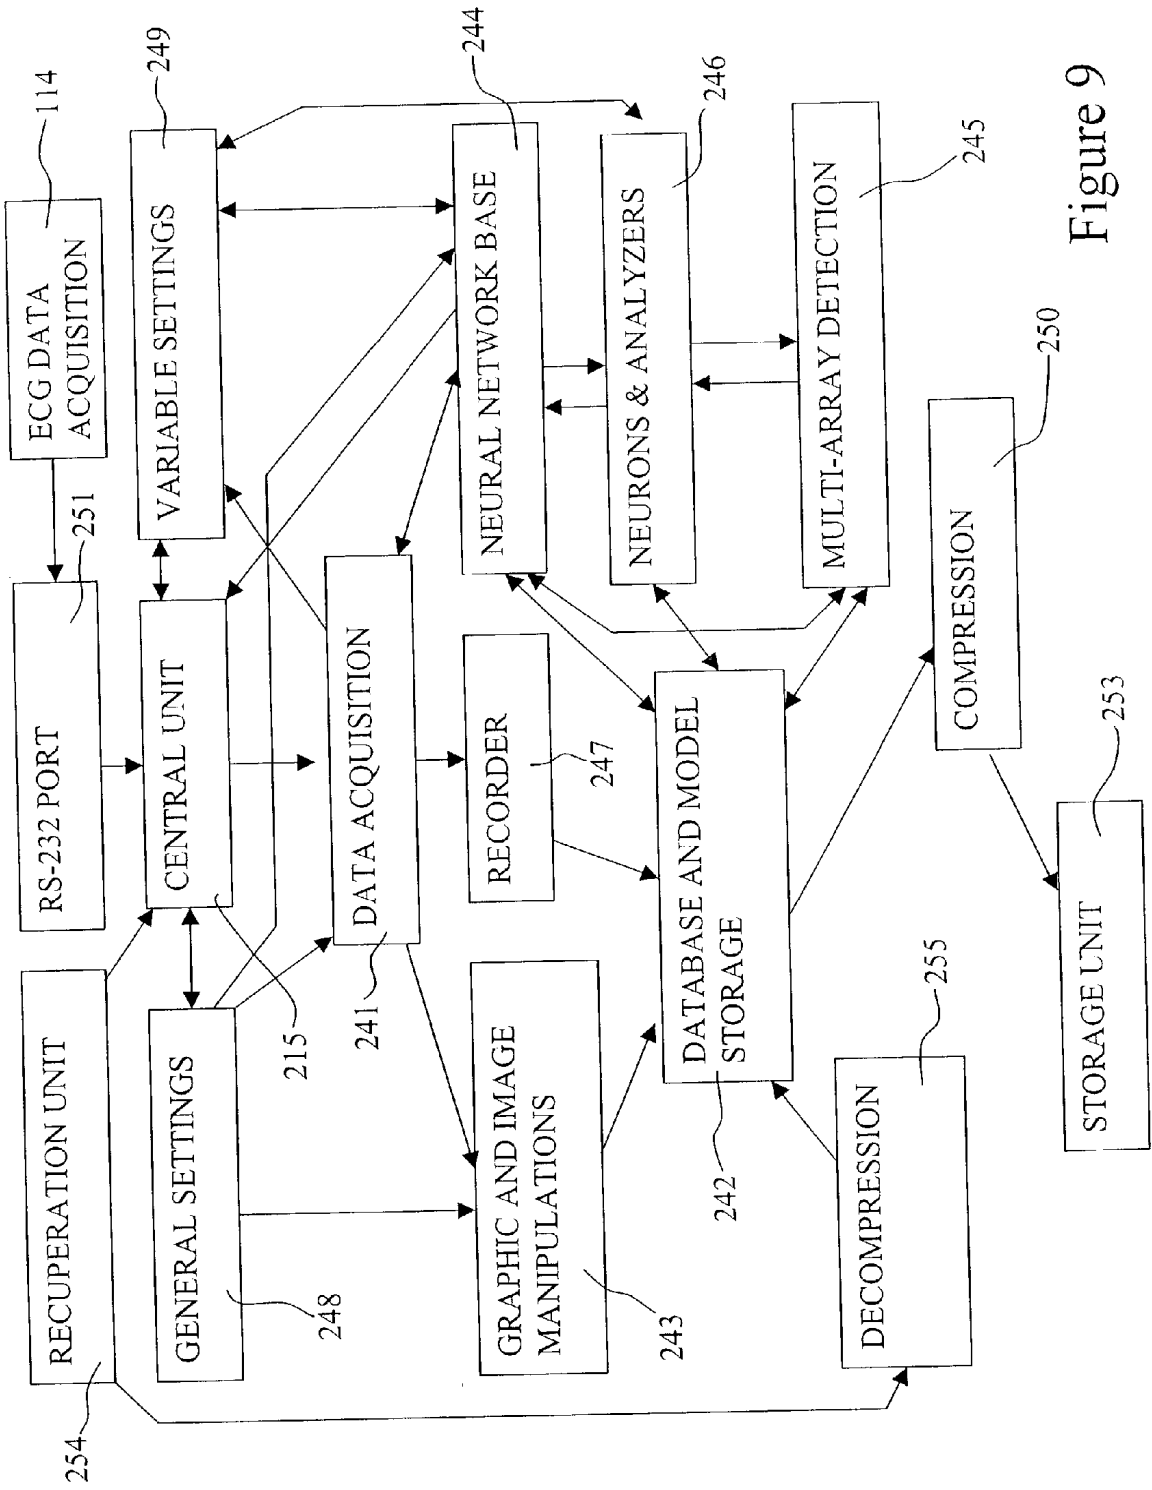 254
RECUPERATION UNIT
RS-232 PORT
251
ECG DATA
ACQUISITION
114
248
GENERAL SETTINGS
215
CENTRAL UNIT
VARIABLE SETTINGS
249
241
DATA ACQUISITION
243
GRAPHIC AND IMAGE
MANIPULATIONS
RECORDER
247
NEURAL NETWORK BASE
244
242
DATABASE AND MODEL
STORAGE
NEURONS & ANALYZERS
246
DECOMPRESSION
255
MULTI-ARRAY DETECTION
245
COMPRESSION
250
STORAGE UNIT
253
Figure 9